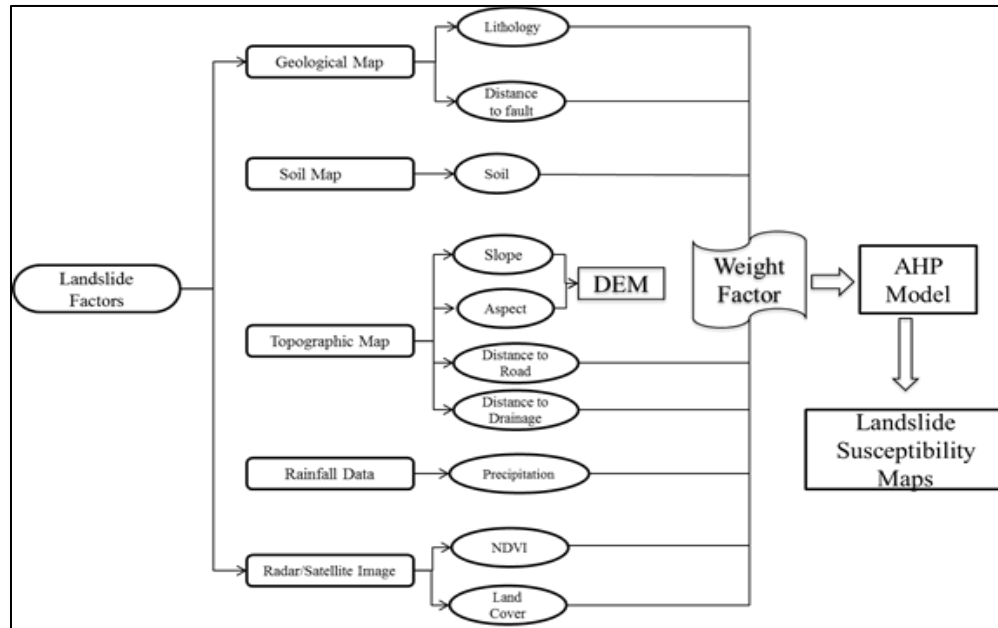 Landslide
Factors
Geological Map
Lithology
Distance
to fault
Soil Map
Soil
Topographic Map
Slope
Aspect
DEM
Distance to
Road
Distance to
Drainage
Rainfall Data
Precipitation
Radar/Satellite Image
NDVI
Land
Cover
Weight
Factor
AHP
Model
Landslide
Susceptibility
Maps